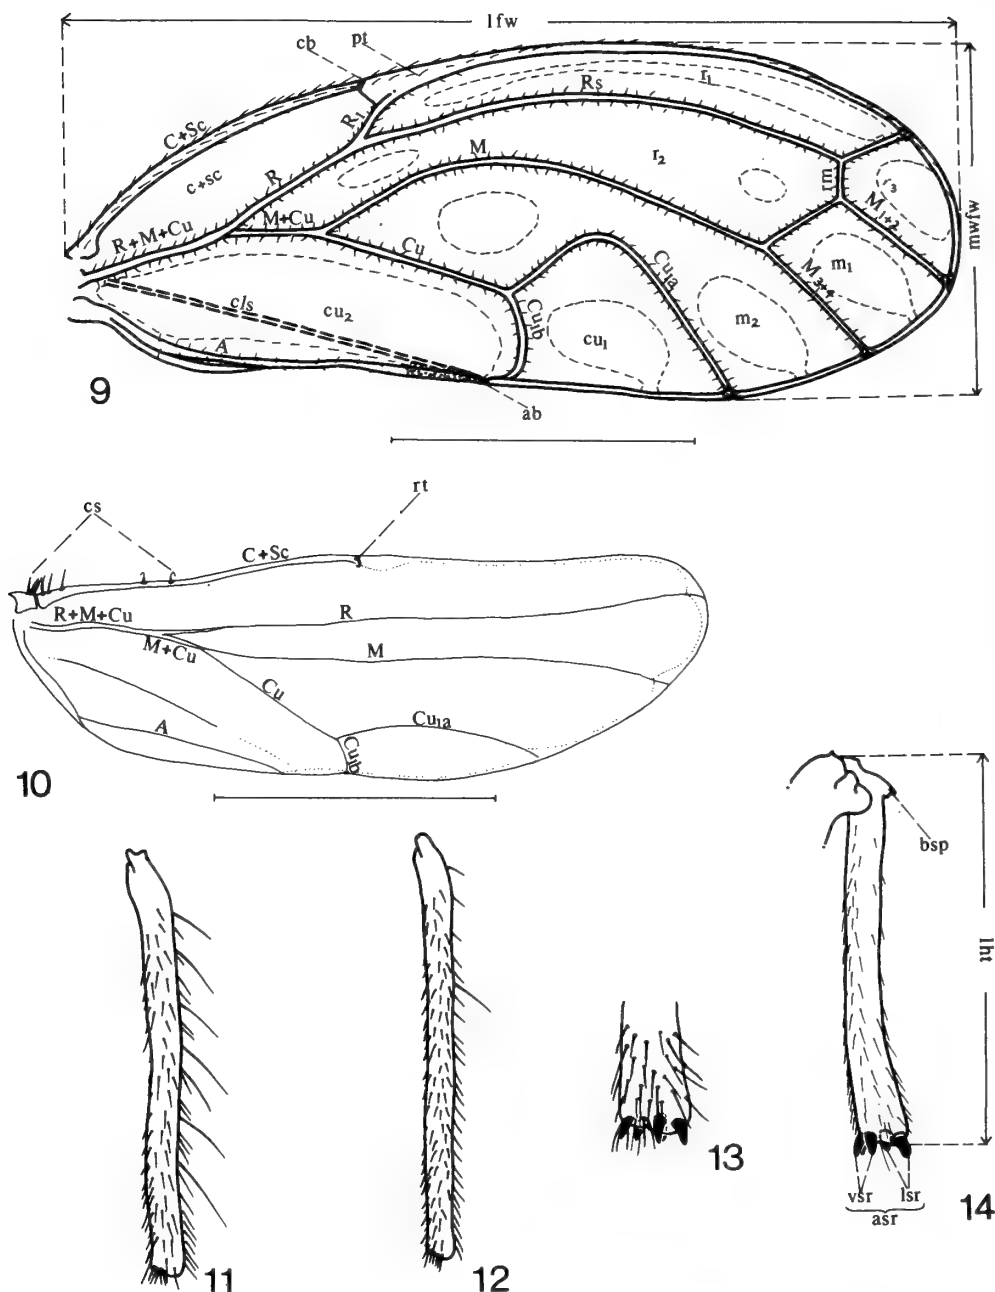 lfw
cb
pt
r₁
Rs
C+Sc
R₁
M
r₂
c+sc
R
rm
r₃
M₁₊₂
mwfw
M+Cu
R+M+Cu
Cu
Cu₁a
m₁
M₃₊₄
cls
cu₂
Cu₁b
cu₁
m₂
A
9
ab
rt
cs
C+Sc
R+M+Cu
R
M+Cu
M
Cu
Cu₁a
A
Cu₁b
10
bsp
lht
13
vsr
lsr
asr
14
11
12